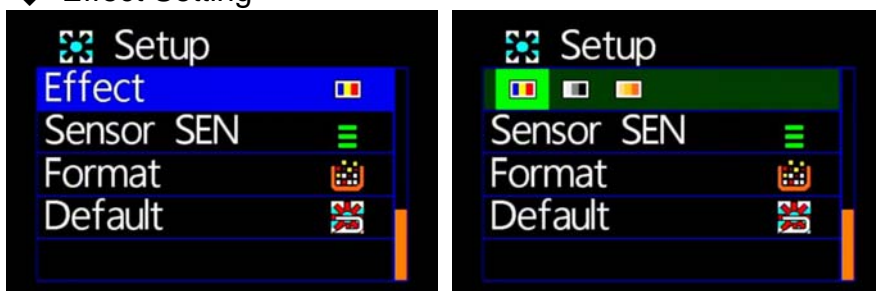 Effect Setting
Setup
Effect
Sensor SEN
Format
Default
Setup
Sensor SEN
Format
Default